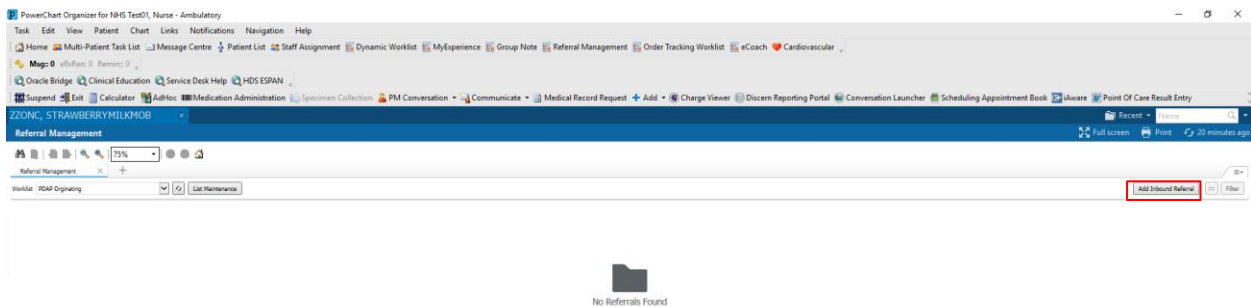 PowerChart Organizer for NHS Test01, Nurse - Ambulatory
Task Edit View Patient Chart Links Notifications Navigation Help
Home Multi-Patient Task List Message Centre Patient List Staff Assignment Dynamic Worklist MyExperience Group Note Referral Management Order Tracking Worklist eCoach Cardiovascular
Msg: 0 eRxRen: 0 Reminc: 0
Oracle Bridge Clinical Education Service Desk Help HDS ESPAN
Suspend Exit Calculator AdHoc Medication Administration Specimen Collection PM Conversation Communicate Medical Record Request Add Charge Viewer Discern Reporting Portal Conversation Launcher Scheduling Appointment Book iAware Point Of Care Result Entry
ZZONC, STRAWBERRYMILKMOB Recent Name
Referral Management Full screen Print 20 minutes ago
75%
Referral Management
Worklist PDAP Orginating List Maintenance Add Inbound Referral Filter
No Referrals Found